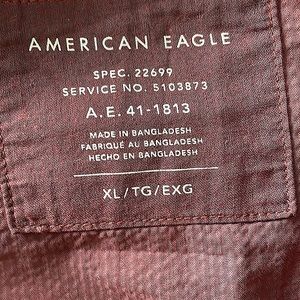 AMERICAN EAGLE
SPEC. 22699
SERVICE NO. 5103873
A.E. 41-1813
MADE IN BANGLADESH
FABRIQUÉ AU BANGLADESH
HECHO EN BANGLADESH
XL/TG/EXG